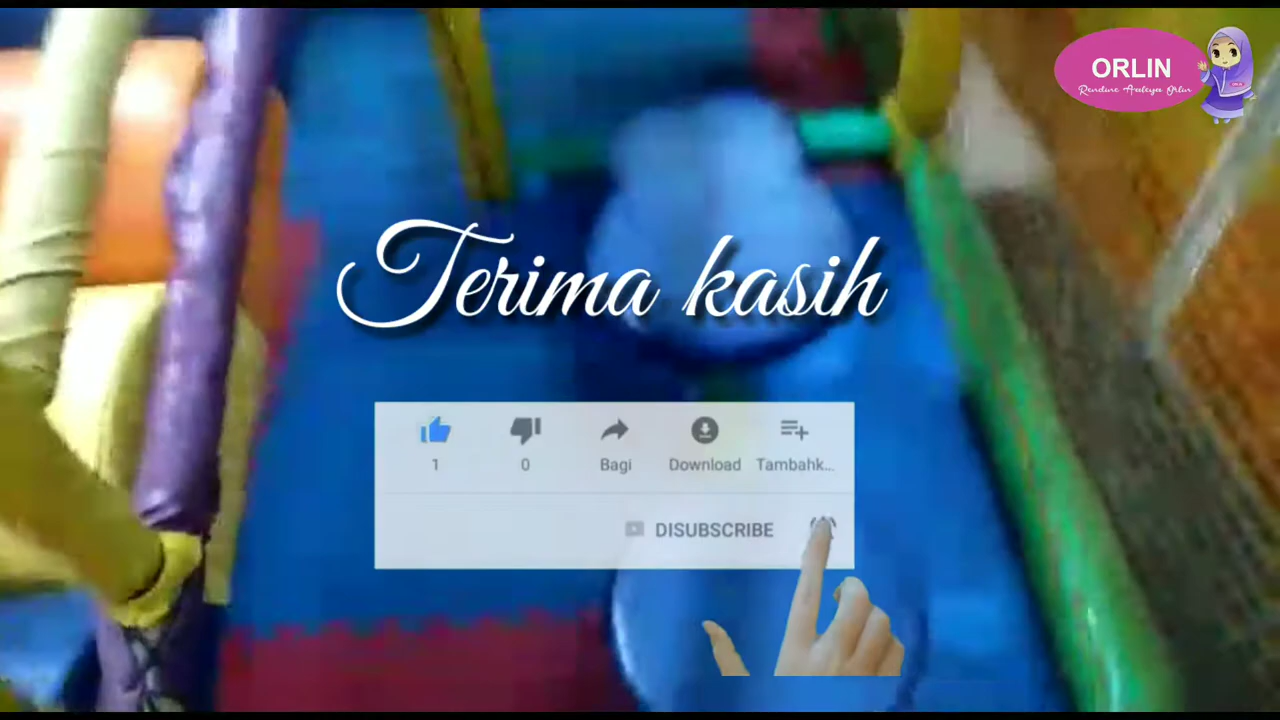 ORLIN
Terima kasih
1
0
Bagi
Download
Tambahk...
DISUBSCRIBE